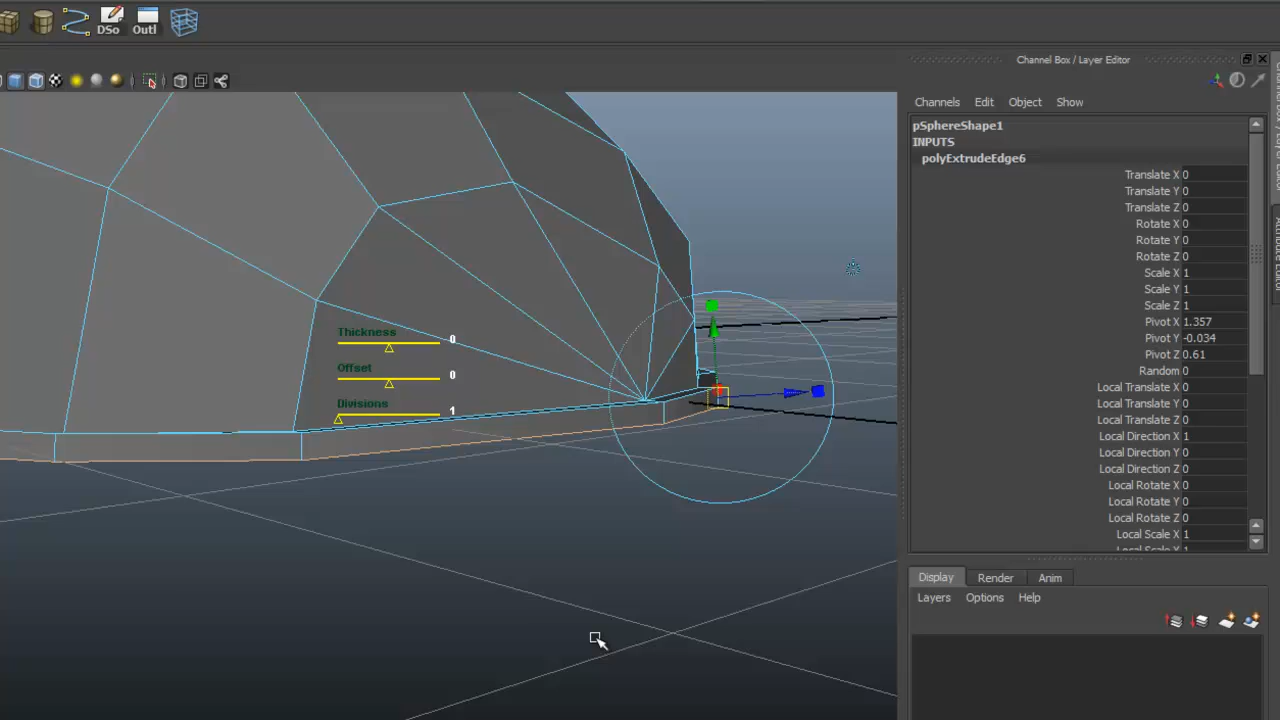 DSo
Outl
Channel Box / Layer Editor
Channels Edit Object Show
pSphereShape1
INPUTS
polyExtrudeEdge6
Translate X 0
Translate Y 0
Translate Z 0
Rotate X 0
Rotate Y 0
Rotate Z 0
Scale X 1
Scale Y 1
Scale Z 1
Pivot X 1.357
Pivot Y -0.034
Pivot Z 0.61
Random 0
Local Translate X 0
Local Translate Y 0
Local Translate Z 0
Local Direction X 1
Local Direction Y 0
Local Direction Z 0
Local Rotate X 0
Local Rotate Y 0
Local Rotate Z 0
Local Scale X 1
Thickness 0
Offset 0
Divisions 1
Display Render Anim
Layers Options Help